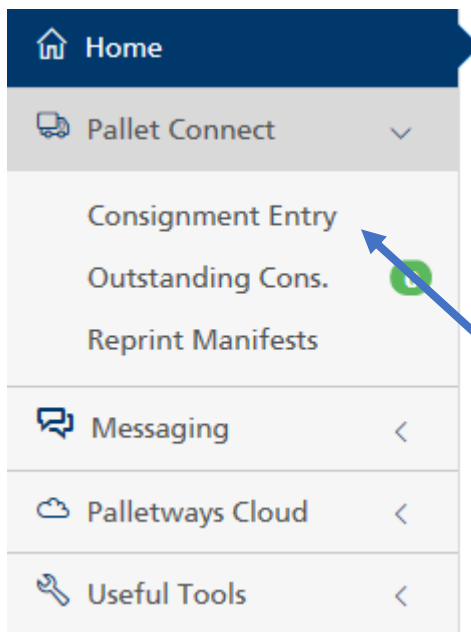 Home
Pallet Connect
Consignment Entry
Outstanding Cons.
Reprint Manifests
Messaging
Palletways Cloud
Useful Tools